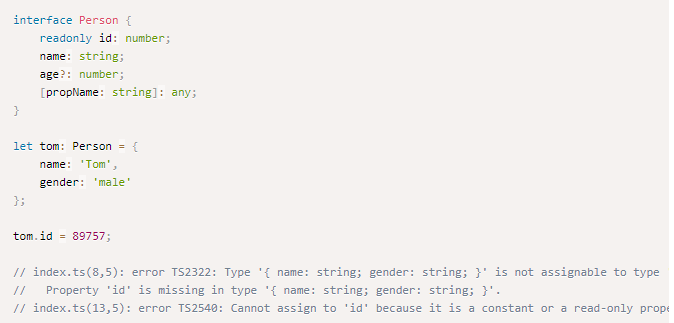 interface Person {
    readonly id: number;
    name: string;
    age?: number;
    [propName: string]: any;
}

let tom: Person = {
    name: 'Tom',
    gender: 'male'
};

tom.id = 89757;

// index.ts(8,5): error TS2322: Type '{ name: string; gender: string; }' is not assignable to type
//   Property 'id' is missing in type '{ name: string; gender: string; }'.
// index.ts(13,5): error TS2540: Cannot assign to 'id' because it is a constant or a read-only